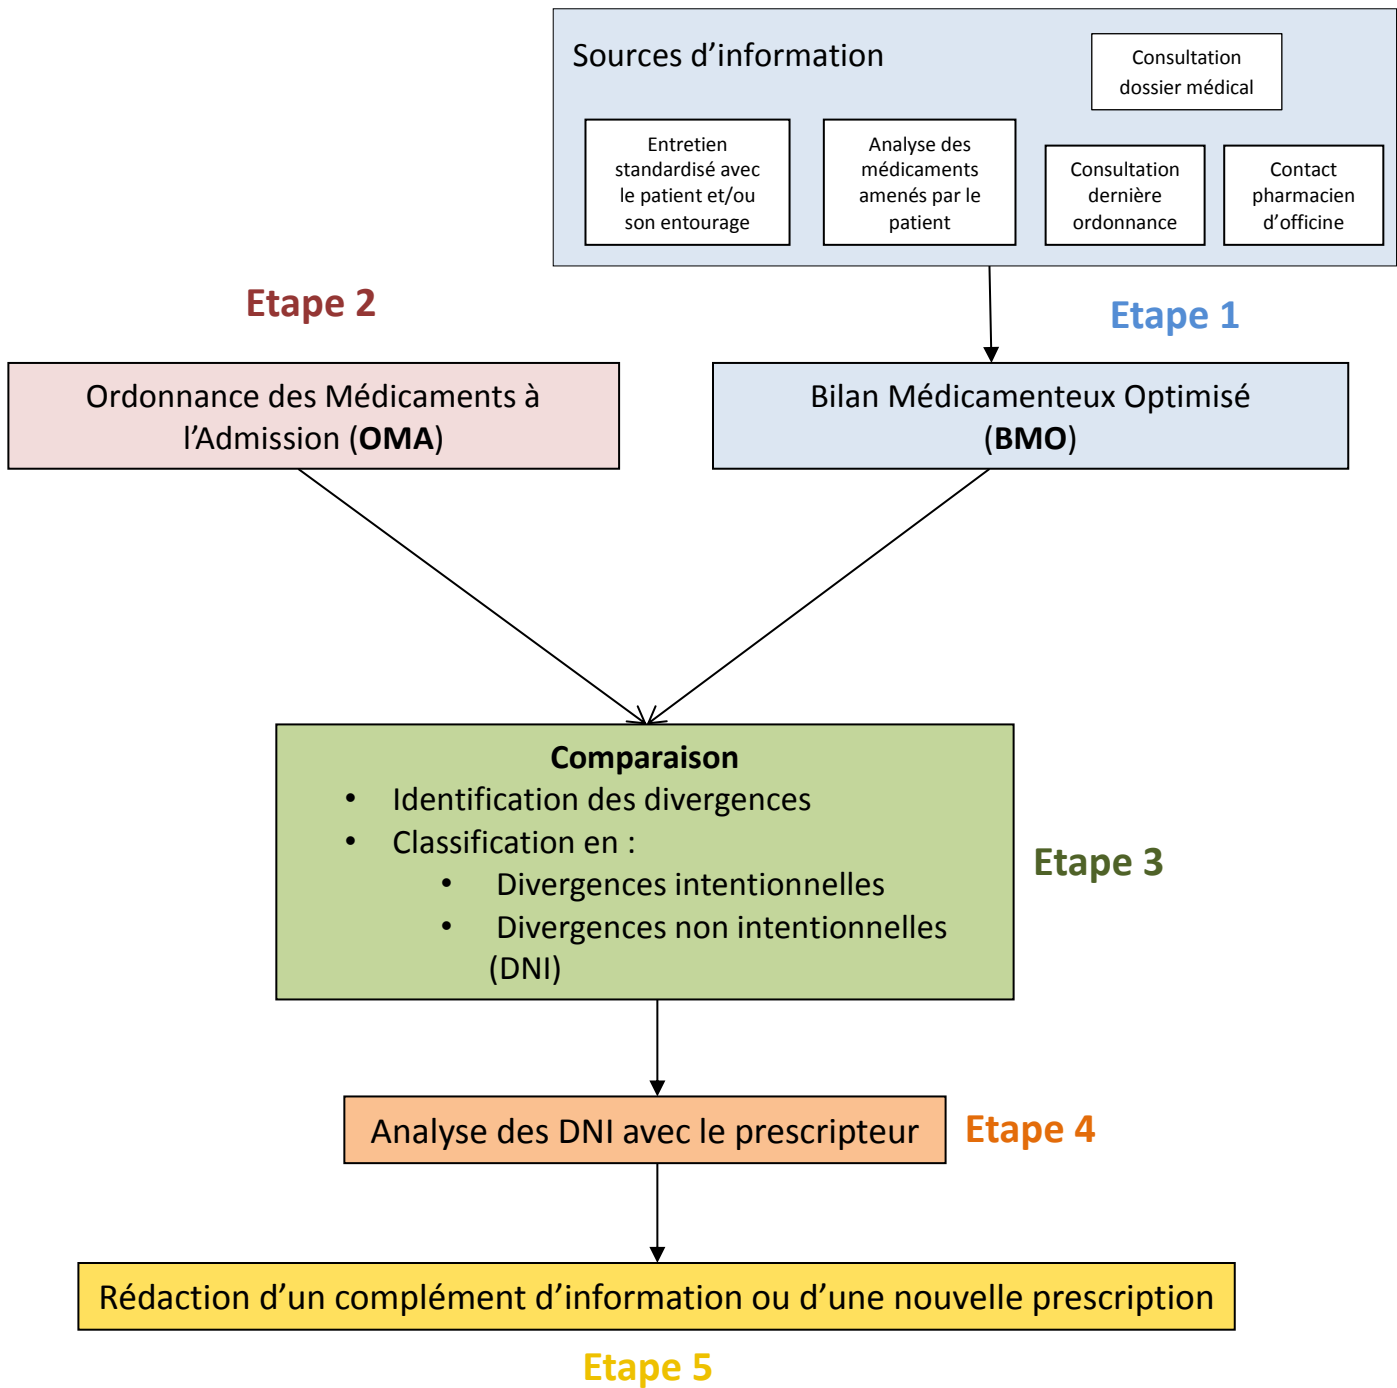 Sources d’information
Consultation
dossier médical
Entretien
standardisé avec
le patient et/ou
son entourage
Analyse des
médicaments
amenés par le
patient
Consultation
dernière
ordonnance
Contact
pharmacien
d’officine
Etape 2
Etape 1
Ordonnance des Médicaments à
l’Admission (OMA)
Bilan Médicamenteux Optimisé
(BMO)
Comparaison
• Identification des divergences
• Classification en :
• Divergences intentionnelles
• Divergences non intentionnelles
(DNI)
Etape 3
Analyse des DNI avec le prescripteur
Etape 4
Rédaction d’un complément d’information ou d’une nouvelle prescription
Etape 5